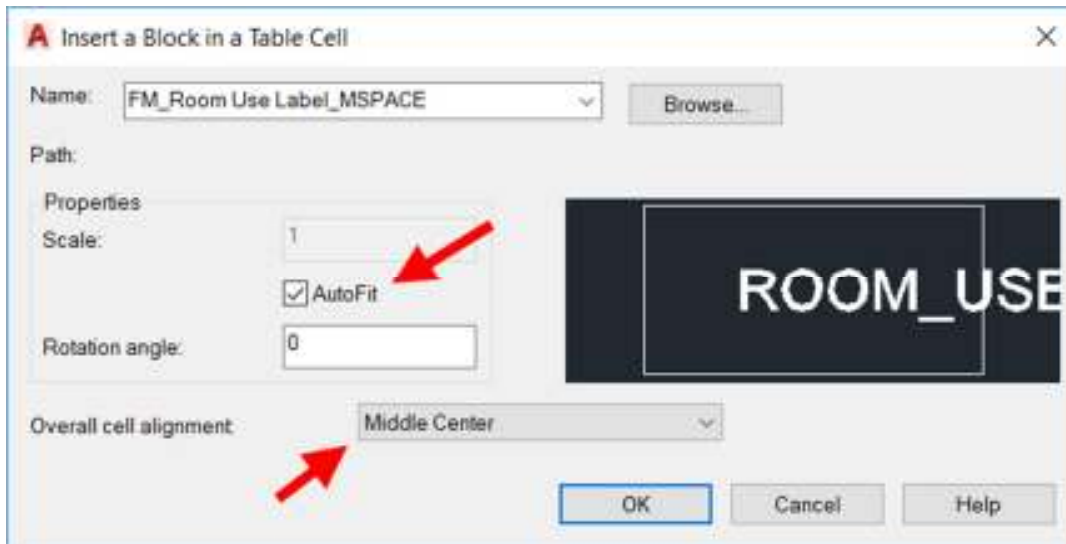 A Insert a Block in a Table Cell
Name: FM_Room Use Label_MSPACE Browse...
Path:
Properties
Scale: 1
AutoFit
Rotation angle: 0
ROOM_USE
Overall cell alignment: Middle Center
OK Cancel Help